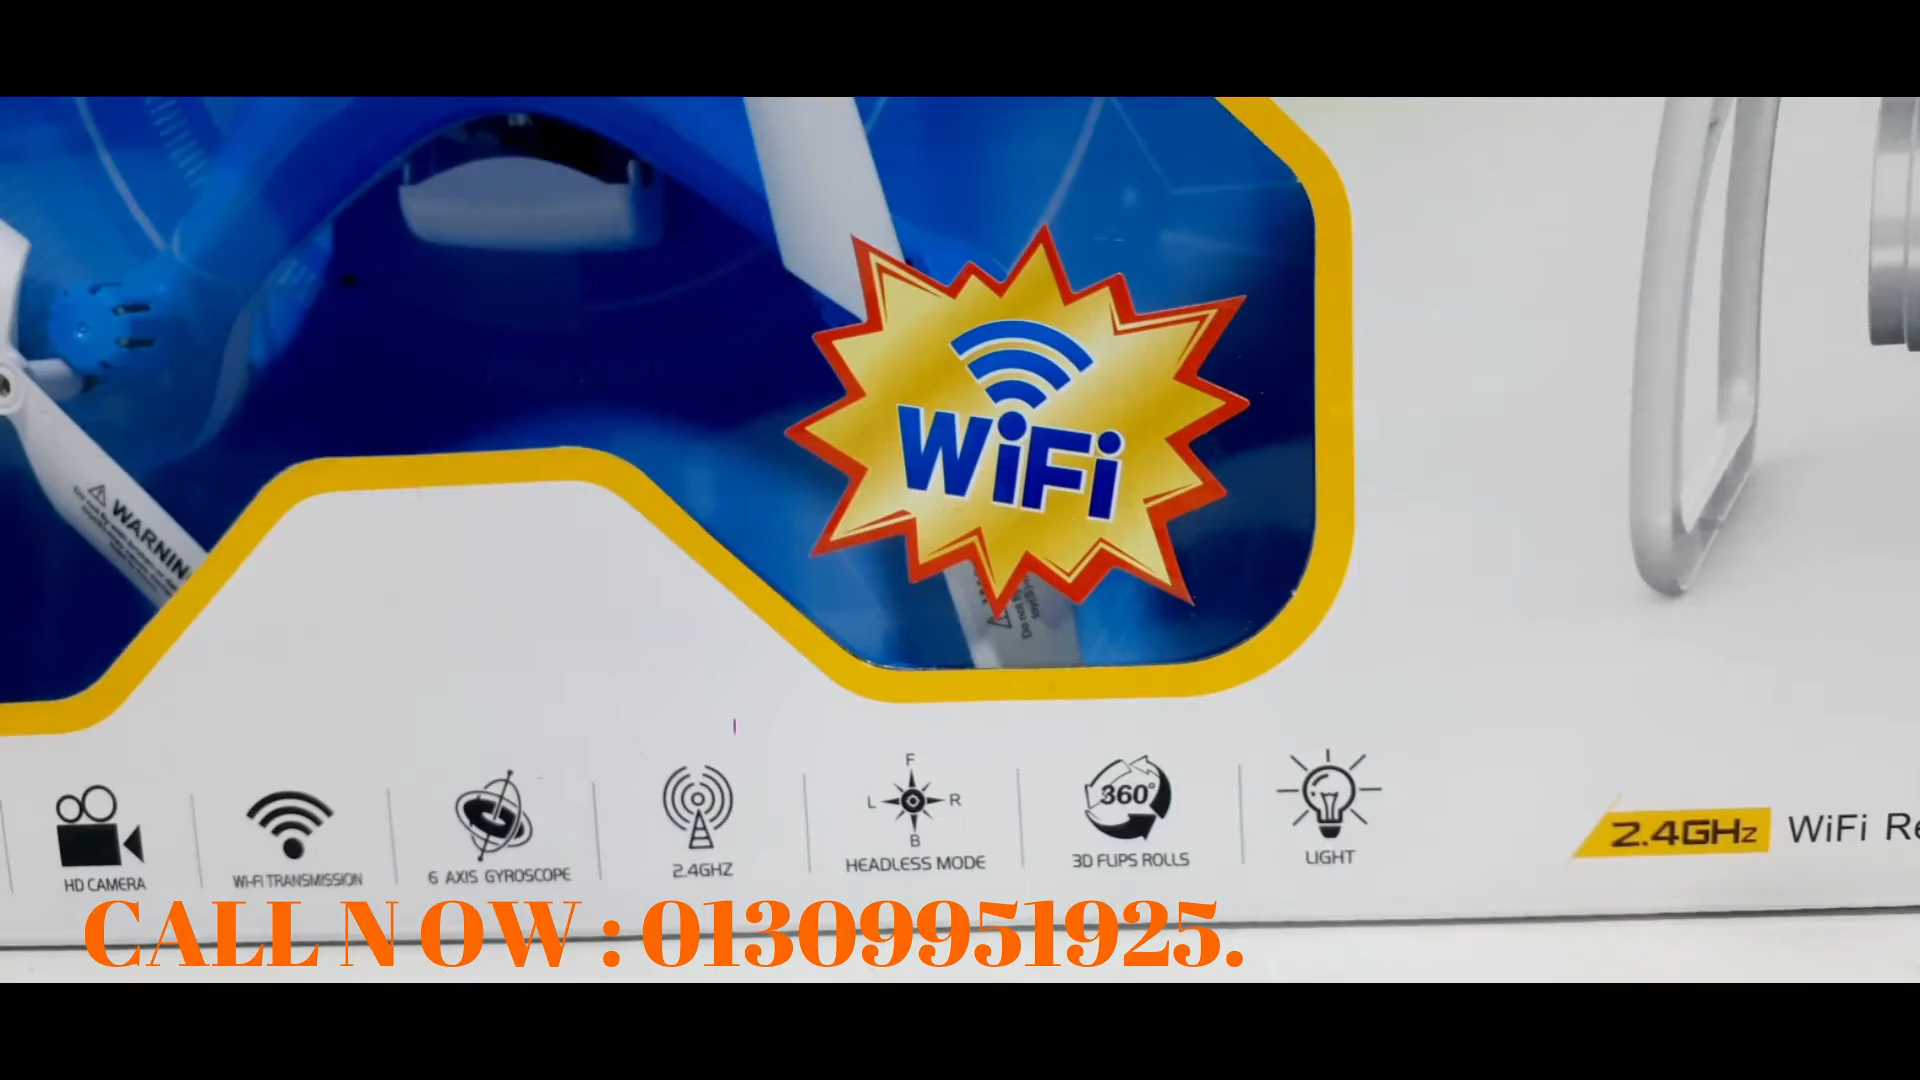 WiFi
WARNIN
HD CAMERA
WI-FI TRANSMISSION
6 AXIS GYROSCOPE
2.4GHZ
F
L R
B
HEADLESS MODE
360°
3D FLIPS ROLLS
LIGHT
2.4GHz WiFi Re
CALL N OW : 01309951925.